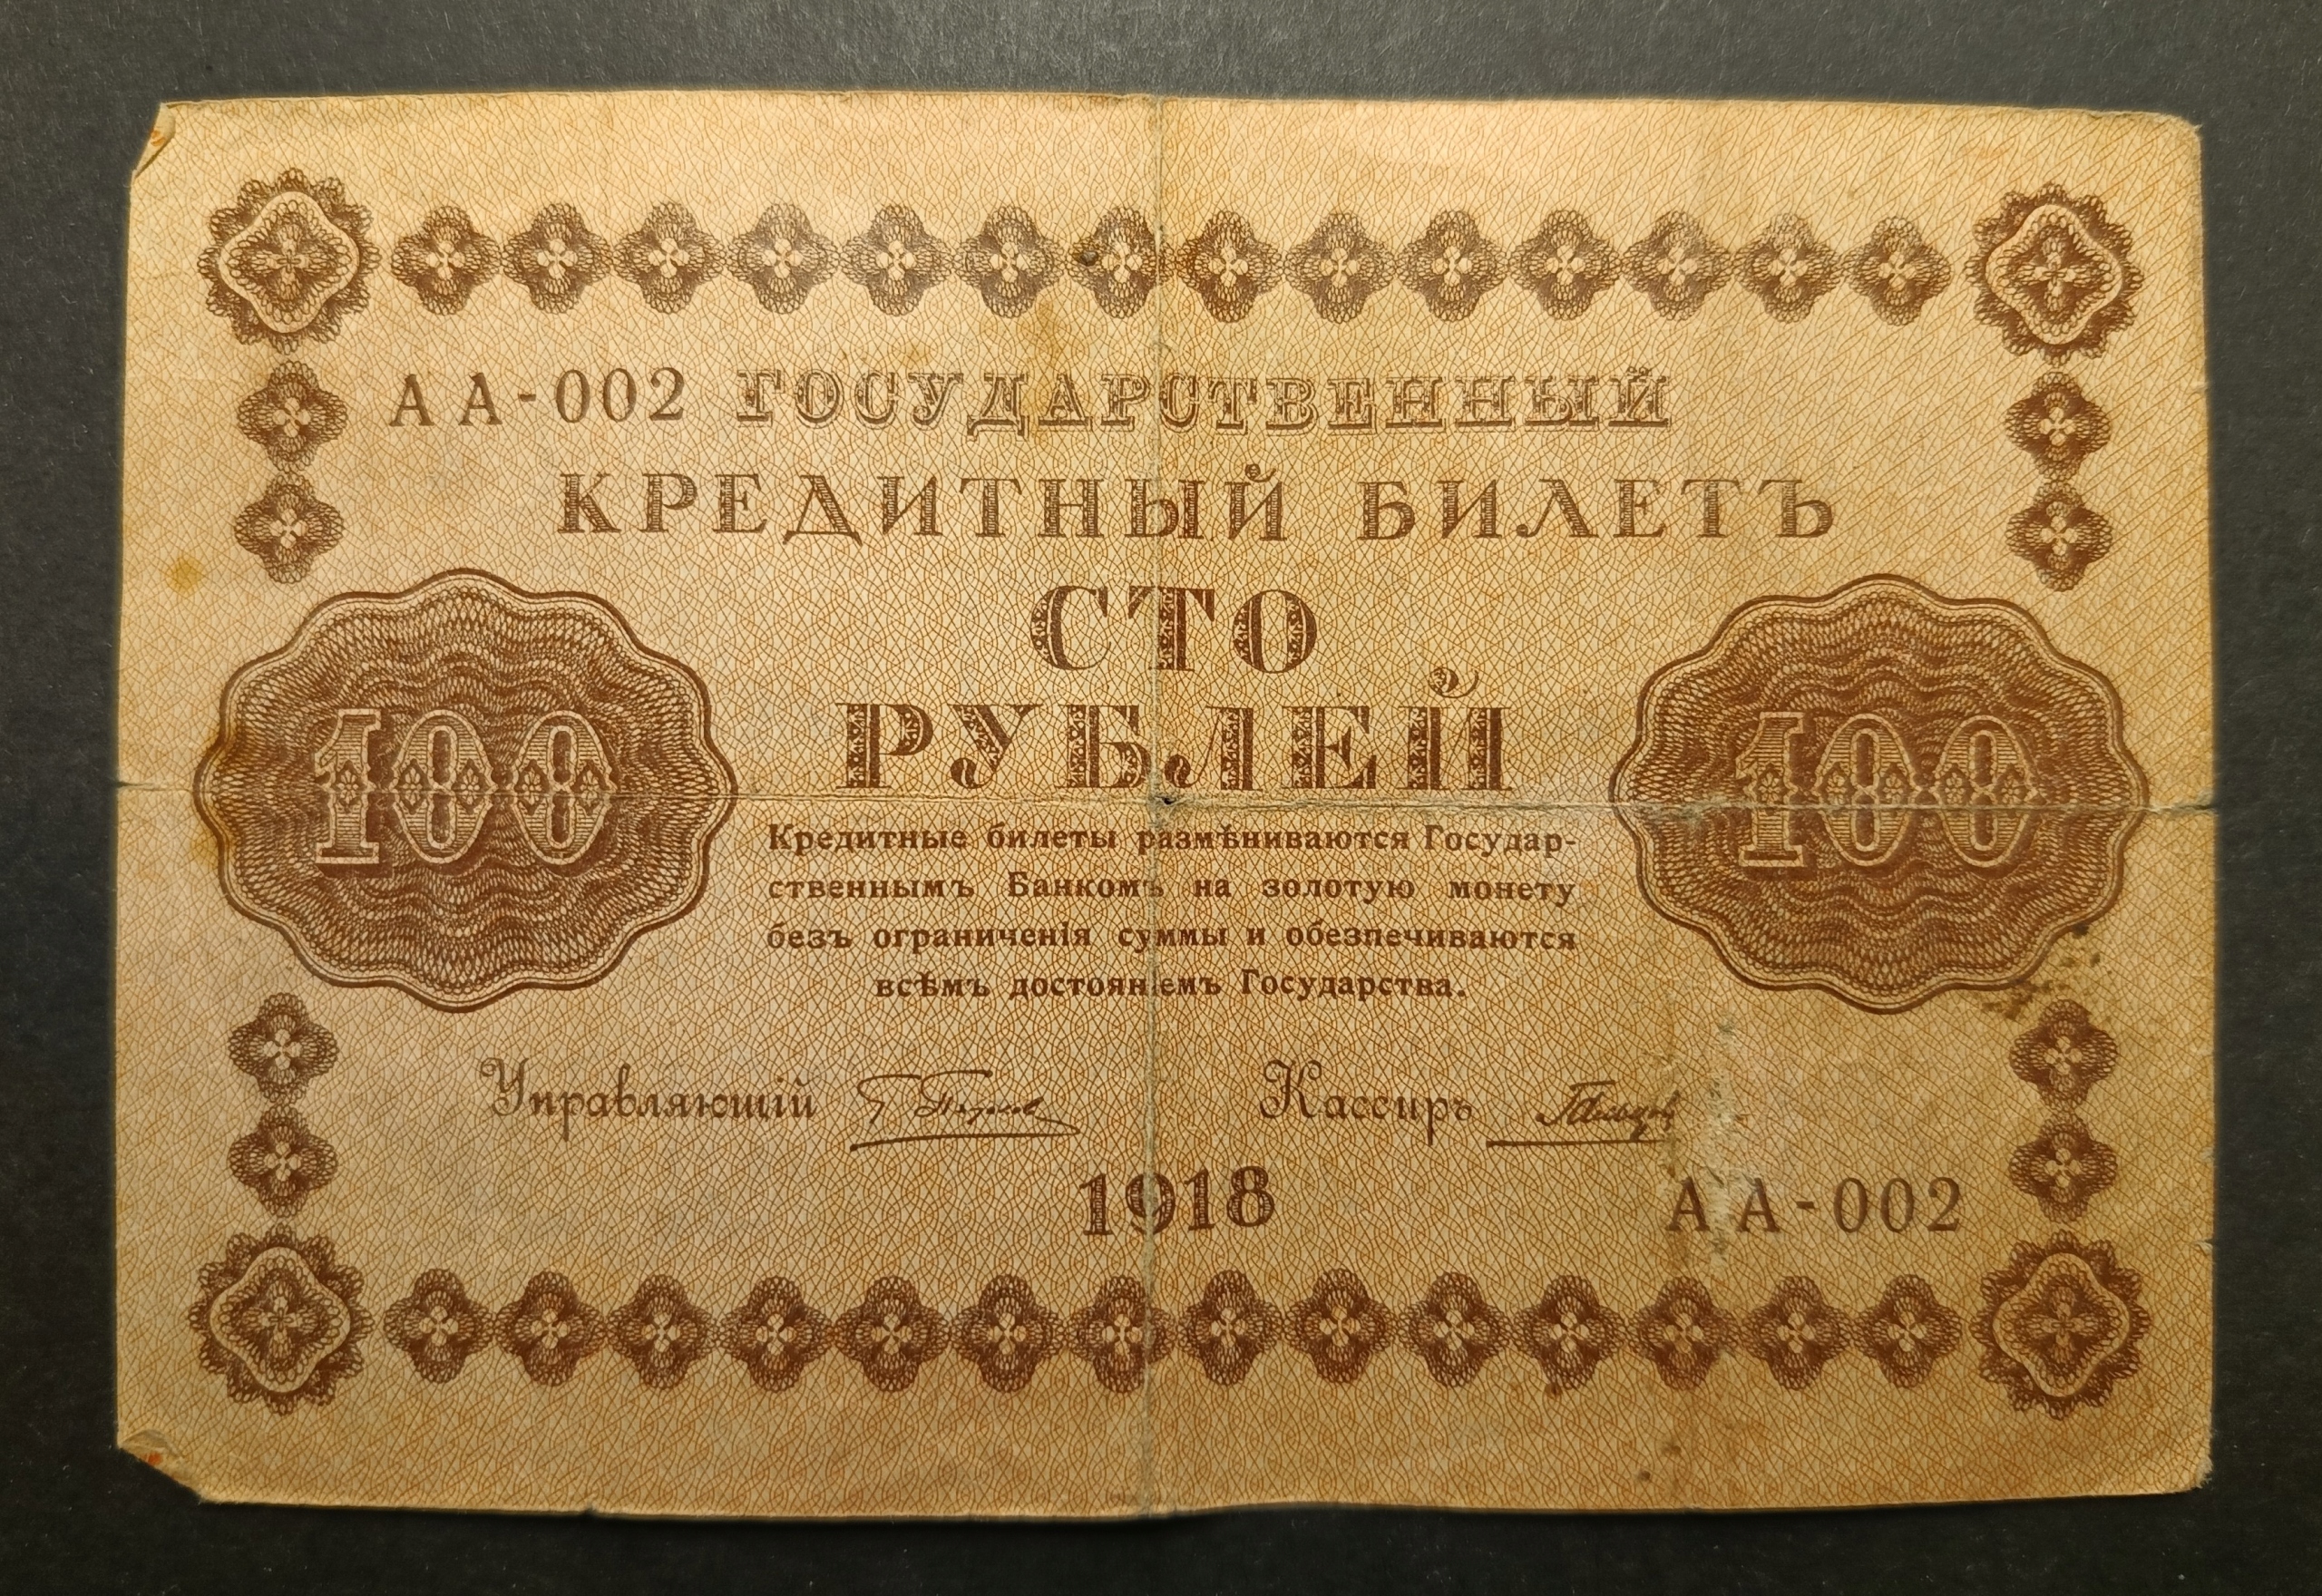 АА-002 ГОСУДАРСТВЕННЫЙ
КРЕДИТНЫЙ БИЛЕТЪ
СТО
РУБЛЕЙ
100
100
Кредитные билеты размѣниваются Государ-
ственнымъ Банкомъ на золотую монету
безъ ограниченія суммы и обезпечиваются
всѣмъ достояніемъ Государства.
Управляющій Кассиръ
1918
АА-002